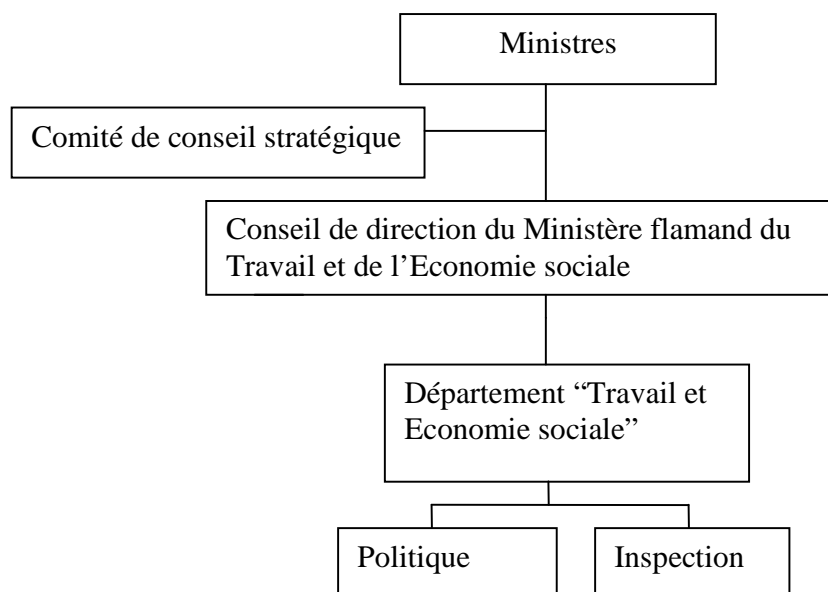 Ministres
Comité de conseil stratégique
Conseil de direction du Ministère flamand du
Travail et de l’Economie sociale
Département “Travail et
Economie sociale”
Politique
Inspection